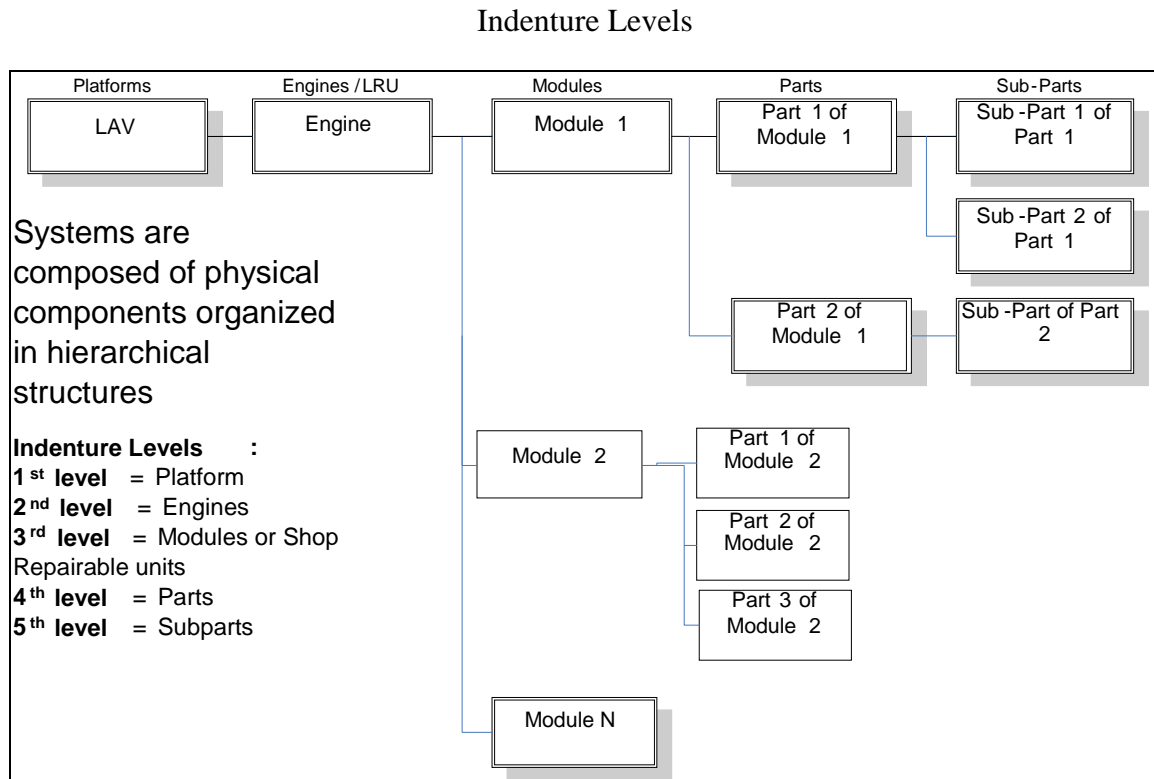 Indenture Levels
Platforms
Engines / LRU
Modules
Parts
Sub-Parts
LAV
Engine
Module 1
Part 1 of
Module 1
Sub-Part 1 of
Part 1
Sub-Part 2 of
Part 1
Part 2 of
Module 1
Sub-Part of Part
2
Systems are
composed of physical
components organized
in hierarchical
structures
Indenture Levels :
1st level = Platform
2nd level = Engines
3rd level = Modules or Shop
Repairable units
4th level = Parts
5th level = Subparts
Module 2
Part 1 of
Module 2
Part 2 of
Module 2
Part 3 of
Module 2
Module N